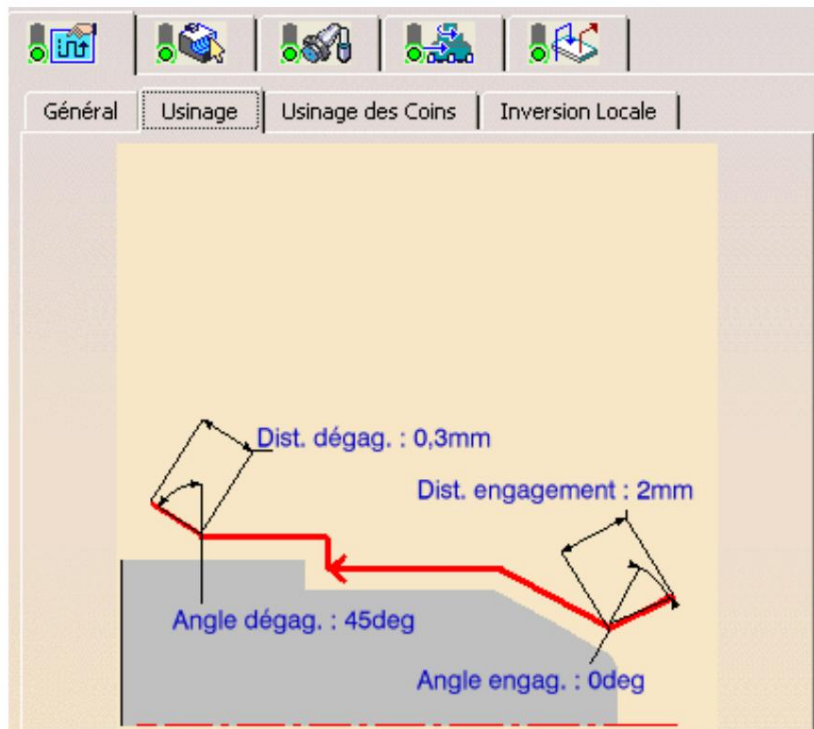 Général Usinage Usinage des Coins Inversion Locale
Dist. dégag. : 0,3mm
Dist. engagement : 2mm
Angle dégag. : 45deg
Angle engag. : 0deg